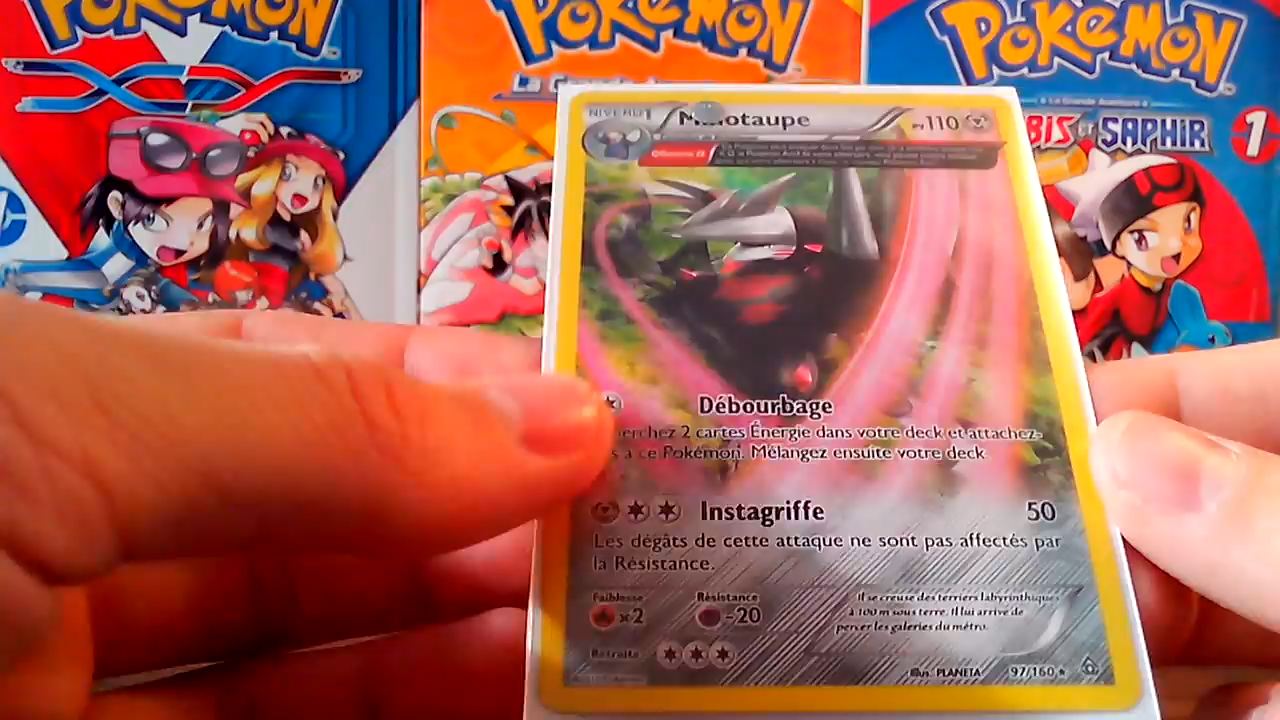 POKÉMON
POKÉMON
POKÉMON
RUBIS ET SAPHIR
1
NIVEAU 1
Minotaupe
PV110
Débourbage
cherchez 2 cartes Énergie dans votre deck et attachez-
à ce Pokémon. Mélangez ensuite votre deck.
Instagriffe 50
Les dégâts de cette attaque ne sont pas affectés par
la Résistance.
Faiblesse
×2
Résistance
-20
Il se creuse des terriers labyrinthiques
à 100 m sous terre. Il lui arrive de
percer les galeries du métro.
Retraite
Illus. PLANETA
97/160